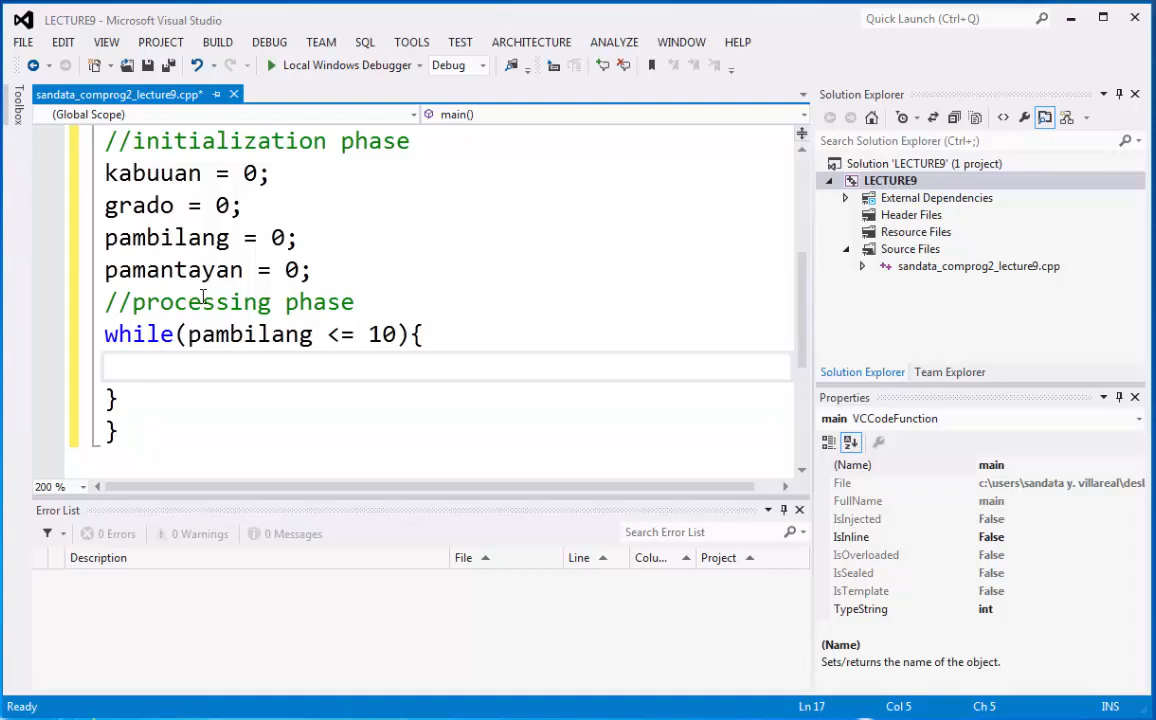 LECTURE9 - Microsoft Visual Studio
Quick Launch (Ctrl+Q)
FILE EDIT VIEW PROJECT BUILD DEBUG TEAM SQL TOOLS TEST ARCHITECTURE ANALYZE WINDOW HELP
Local Windows Debugger Debug
Toolbox
sandata_comprog2_lecture9.cpp*
(Global Scope) main()
//initialization phase
kabuuan = 0;
grado = 0;
pambilang = 0;
pamantayan = 0;
//processing phase
while(pambilang <= 10){
}
}
200 %
Error List
0 Errors 0 Warnings 0 Messages
Search Error List
Description File Line Colu... Project
Solution Explorer
Search Solution Explorer (Ctrl+;)
Solution 'LECTURE9' (1 project)
LECTURE9
External Dependencies
Header Files
Resource Files
Source Files
sandata_comprog2_lecture9.cpp
Solution Explorer Team Explorer
Properties
main VCCodeFunction
(Name) main
File c:\users\sandata y. villareal\desl
FullName main
IsInjected False
IsInline False
IsOverloaded False
IsSealed False
IsTemplate False
TypeString int
(Name)
Sets/returns the name of the object.
Ready Ln 17 Col 5 Ch 5 INS